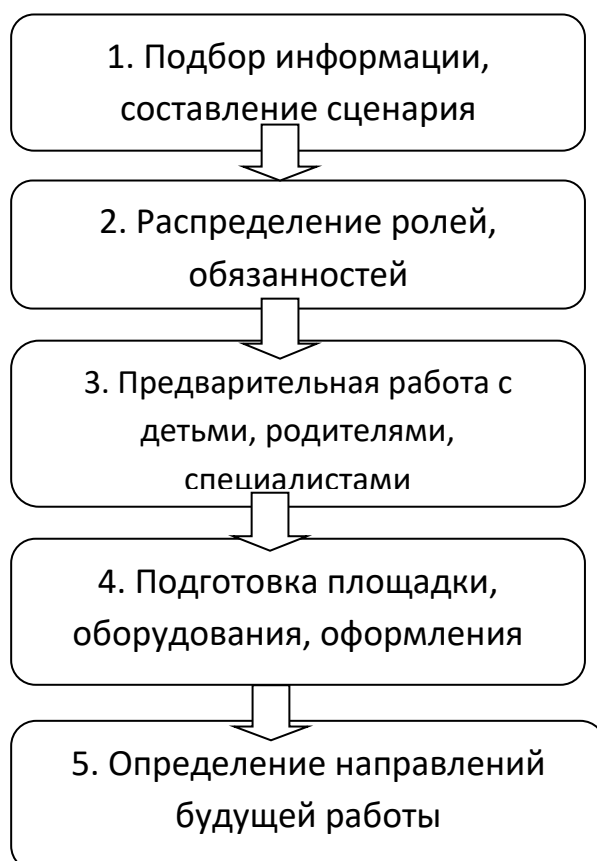 1. Подбор информации,
составление сценария
2. Распределение ролей,
обязанностей
3. Предварительная работа с
детьми, родителями,
специалистами
4. Подготовка площадки,
оборудования, оформления
5. Определение направлений
будущей работы